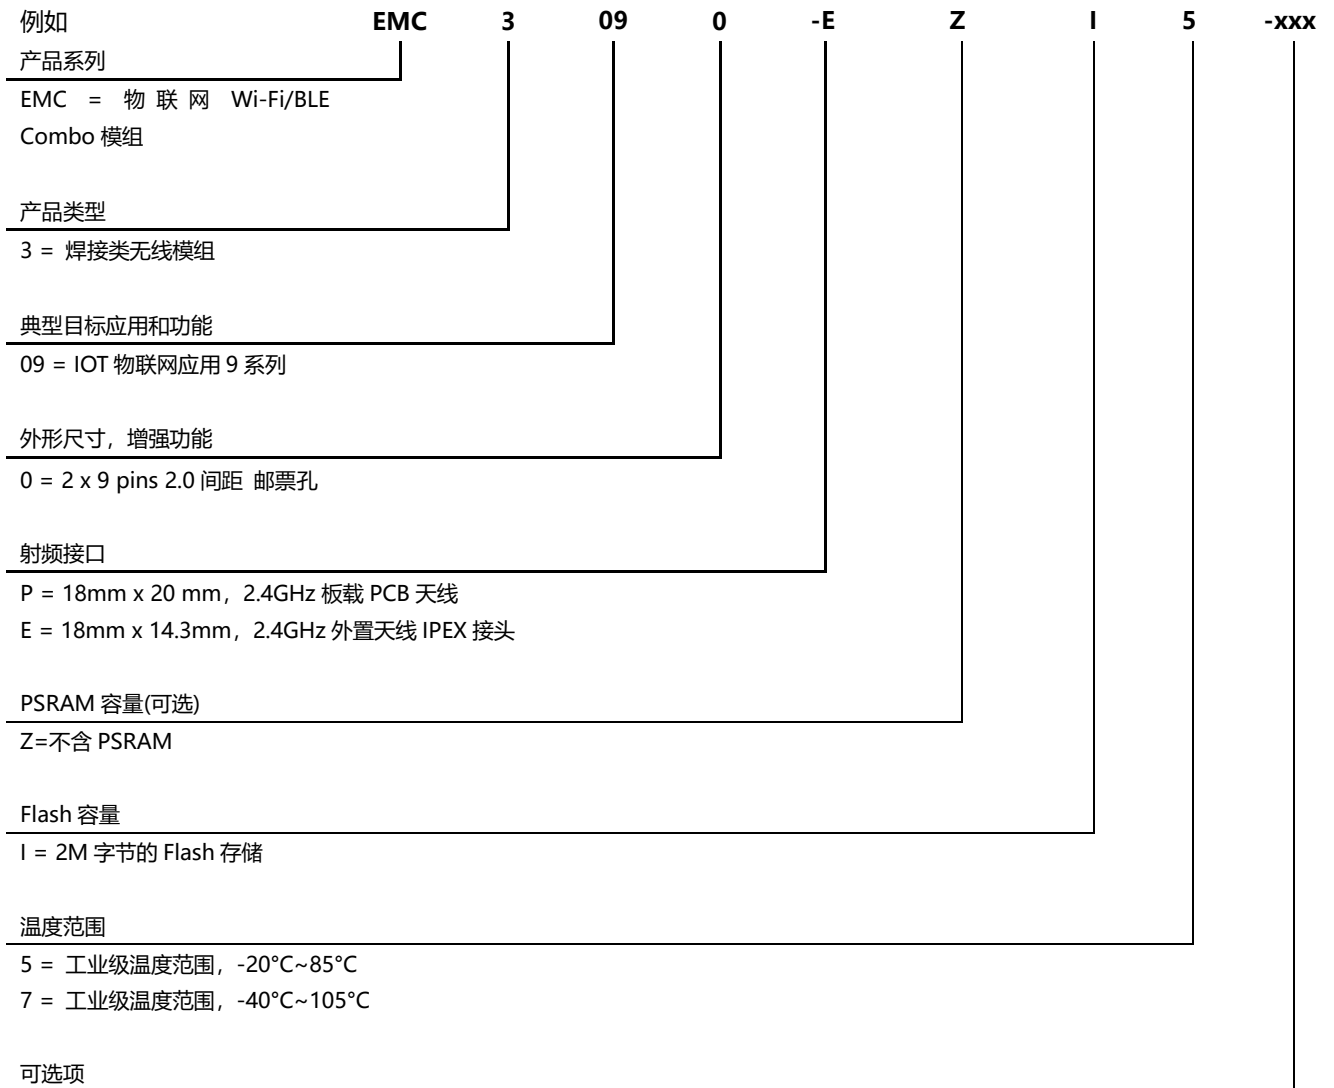 例如 EMC 3 09 0 -E Z I 5 -xxx
产品系列
EMC = 物 联 网 Wi-Fi/BLE
Combo 模组
产品类型
3 = 焊接类无线模组
典型目标应用和功能
09 = IOT 物联网应用 9 系列
外形尺寸，增强功能
0 = 2 x 9 pins 2.0 间距 邮票孔
射频接口
P = 18mm x 20 mm，2.4GHz 板载 PCB 天线
E = 18mm x 14.3mm，2.4GHz 外置天线 IPEX 接头
PSRAM 容量(可选)
Z=不含 PSRAM
Flash 容量
I = 2M 字节的 Flash 存储
温度范围
5 = 工业级温度范围，-20°C~85°C
7 = 工业级温度范围，-40°C~105°C
可选项